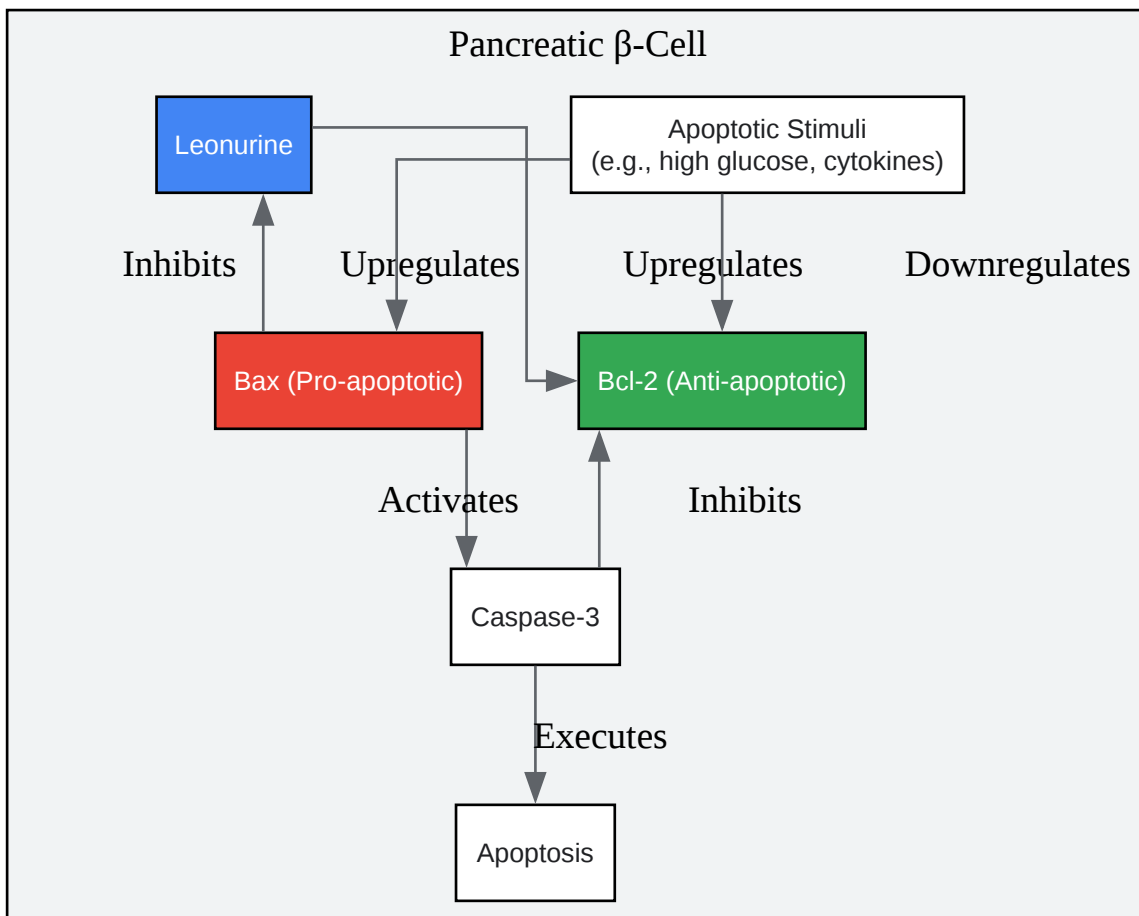 Pancreatic β-Cell
Leonurine
Apoptotic Stimuli
(e.g., high glucose, cytokines)
Inhibits
Upregulates
Upregulates
Downregulates
Bax (Pro-apoptotic)
Bcl-2 (Anti-apoptotic)
Activates
Inhibits
Caspase-3
Executes
Apoptosis